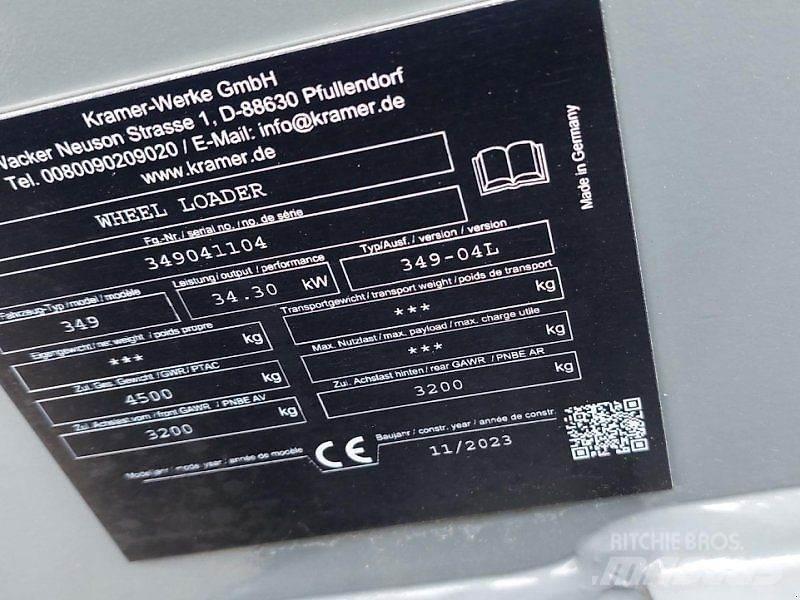 Kramer-Werke GmbH
Wacker Neuson Strasse 1, D-88630 Pfullendorf
Tel. 0080090209020 / E-Mail: info@kramer.de
www.kramer.de
WHEEL LOADER
Fg.-Nr./ serial no. / no. de série
349041104
Fahrzeug-Typ / model / modèle
349
Leistung / output / performance
34.30 kW
Typ/Ausf. / version / version
349-04L
Eigengewicht / net weight / poids propre
*** kg
Transportgewicht / transport weight / poids de transport
*** kg
Zul. Ges. Gewicht / GWR / PTAC
4500 kg
Max. Nutzlast / max. payload / max. charge utile
*** kg
Zul. Achslast vorn / front GAWR / PNBE AV
3200 kg
Zul. Achslast hinten / rear GAWR / PNBE AR
3200 kg
Modelljahr / mode year / année de modèle
CE
Baujahr / constr. year / année de constr.
11/2023
Made in Germany
RITCHIE BROS.
MASCUS